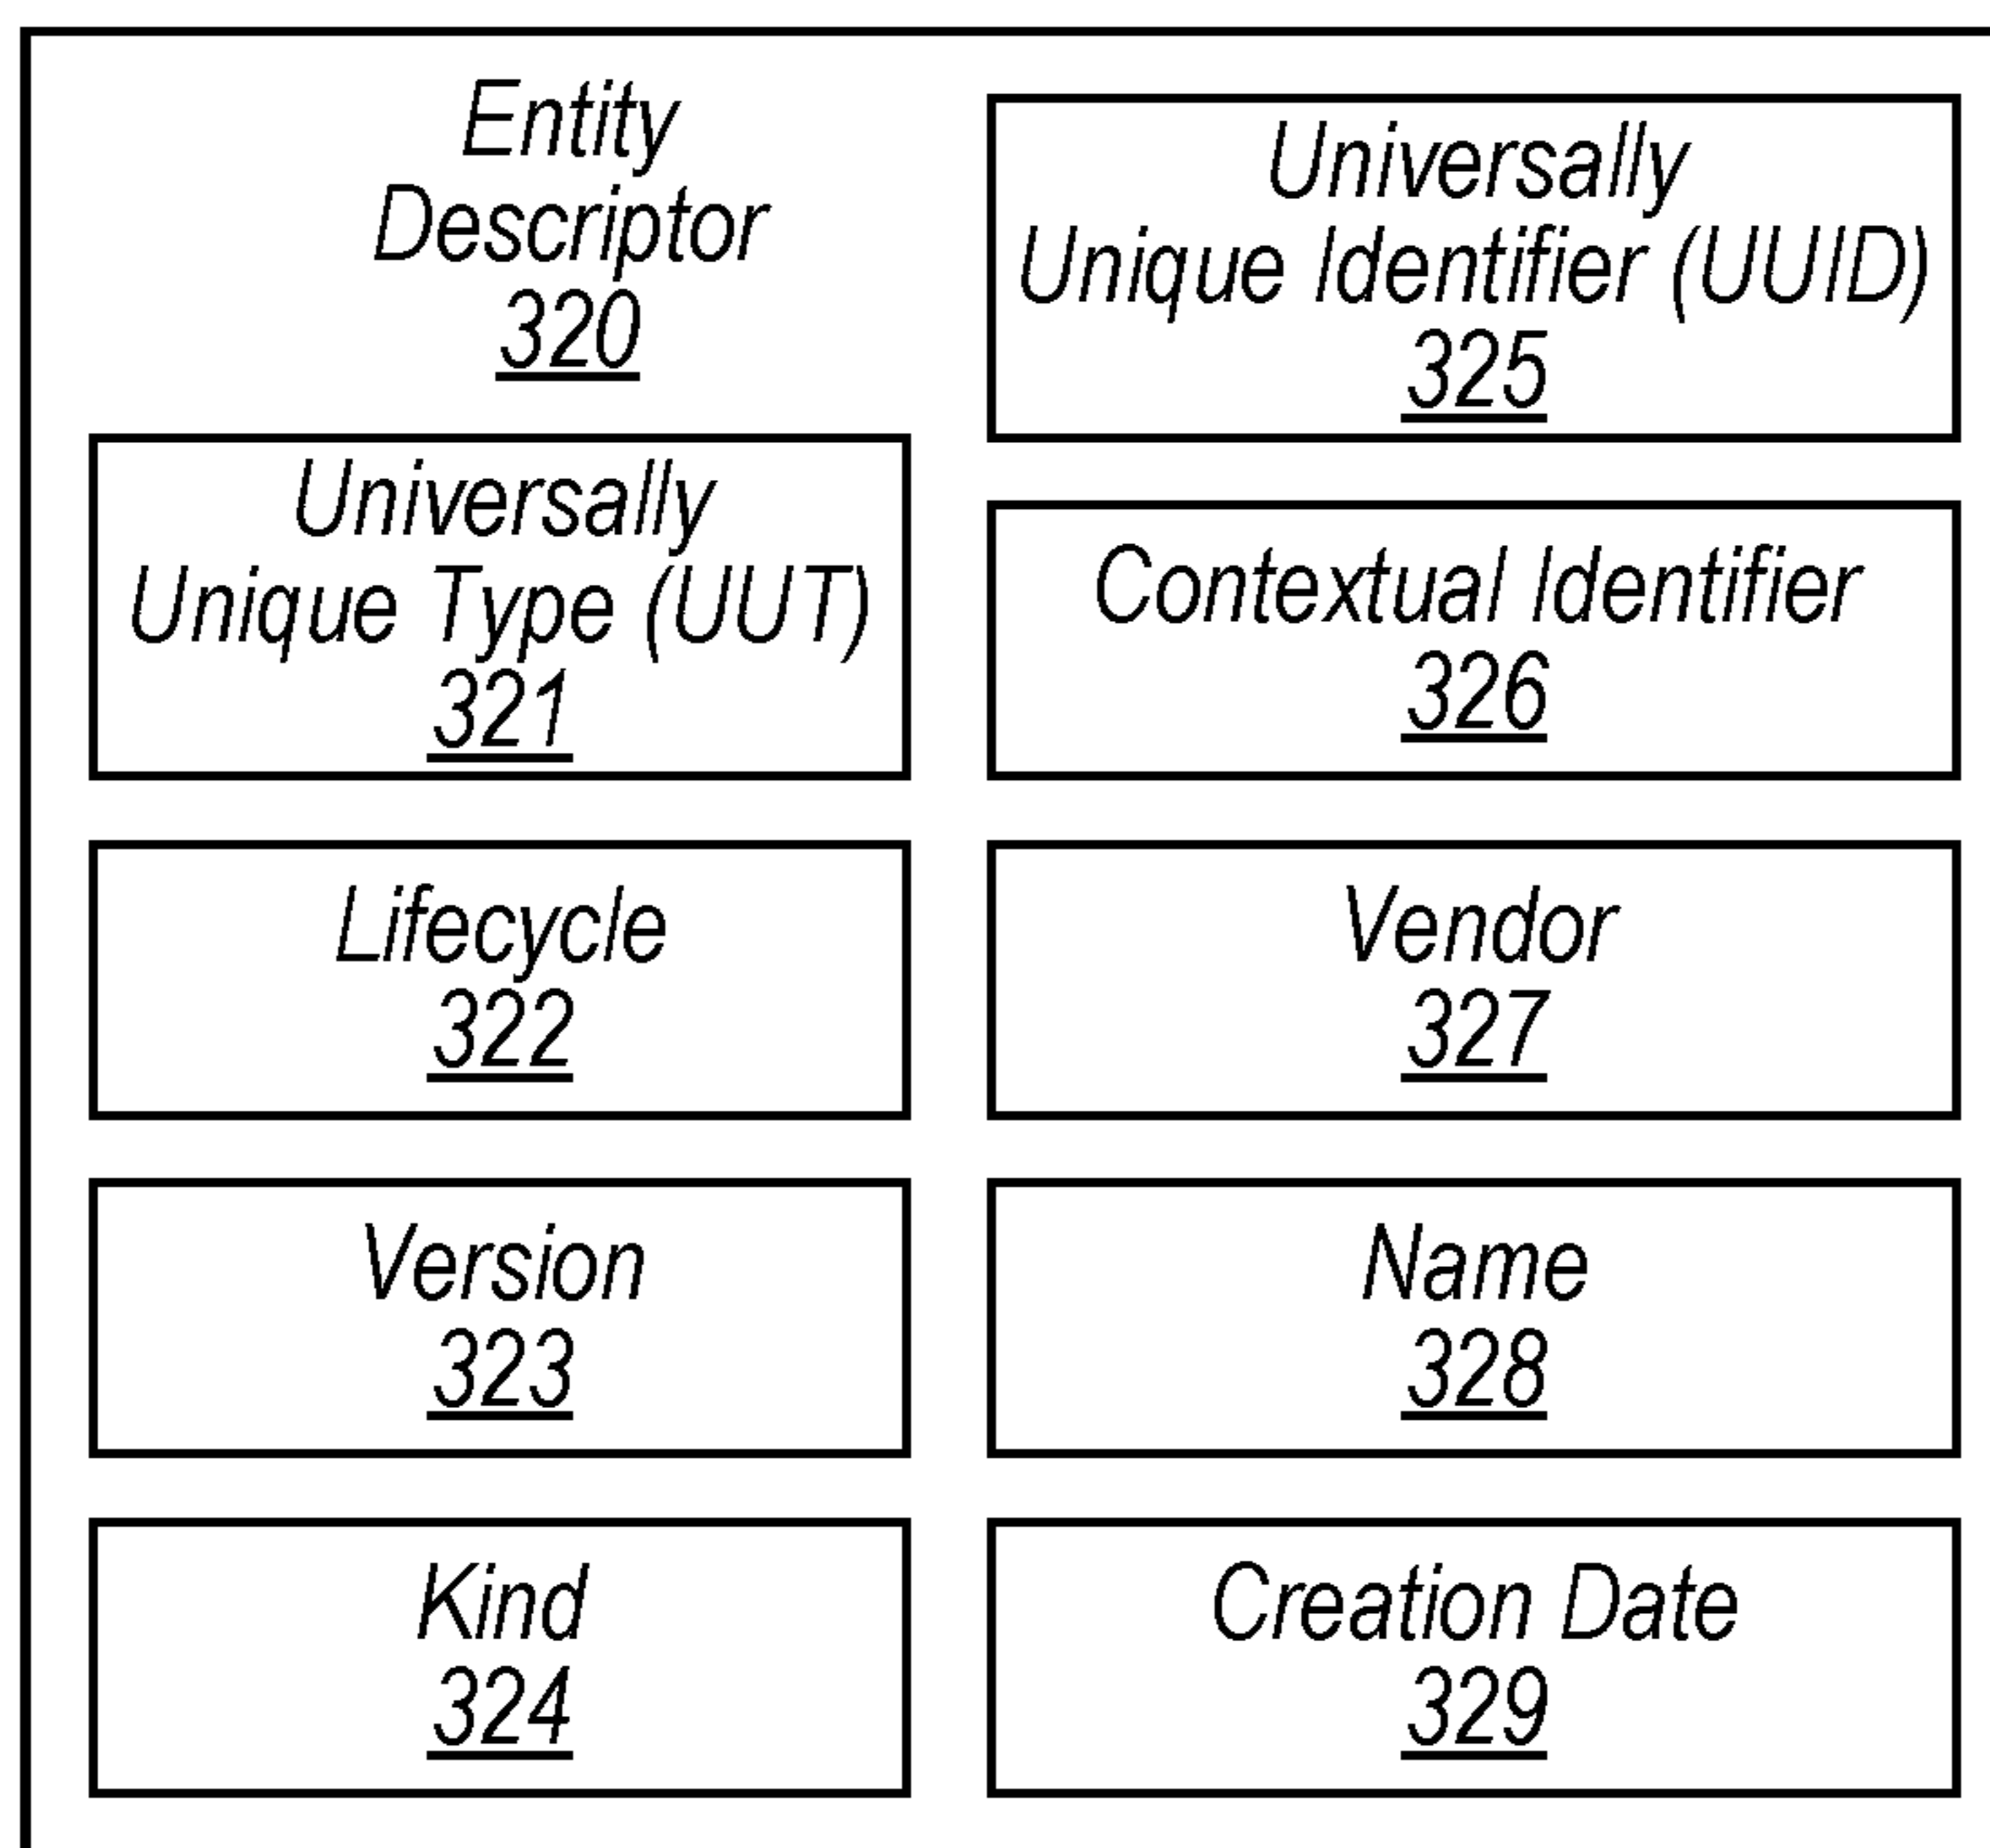 Entity
Descriptor
320
Universally
Unique Type (UUT)
321
Lifecycle
322
Version
323
Kind
324
Universally
Unique Identifier (UUID)
325
Contextual Identifier
326
Vendor
327
Name
328
Creation Date
329